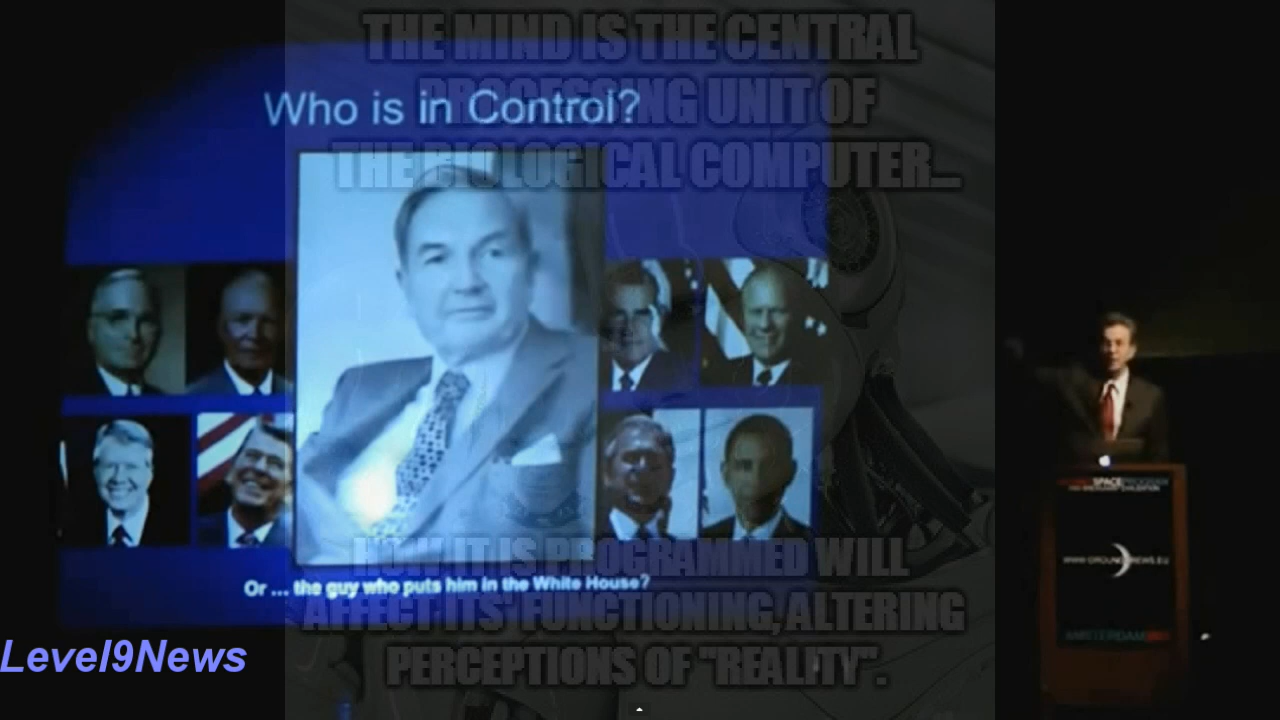 THE MIND IS THE CENTRAL
PROCESSING UNIT OF
THE BIOLOGICAL COMPUTER...
Who is in Control?
HOW IT IS PROGRAMMED WILL
AFFECT ITS' FUNCTIONING, ALTERING
PERCEPTIONS OF "REALITY".
Or ... the guy who puts him in the White House?
Level9News
SPACE
AMSTERDAM